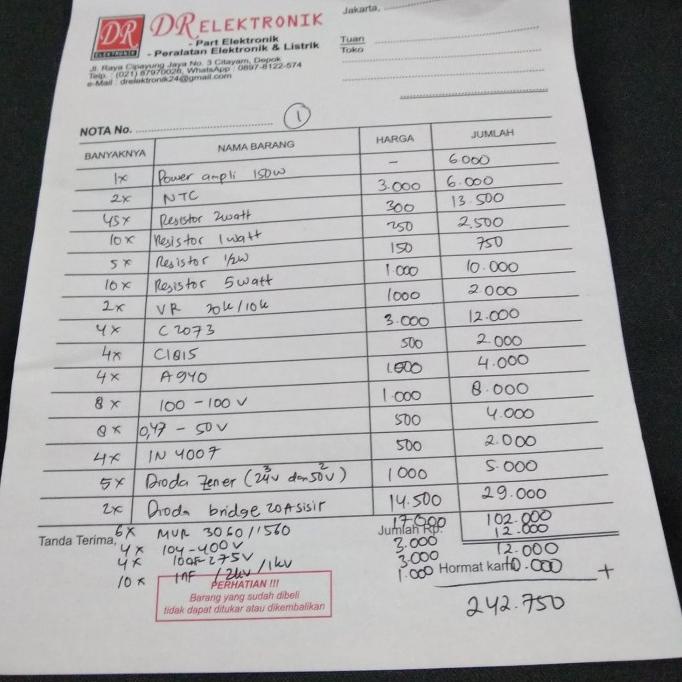 DR DR ELEKTRONIK
ELEKTRONIK
- Part Elektronik
- Peralatan Elektronik & Listrik
Jl. Raya Cipayung Jaya No. 3 Citayam, Depok
Telp. : (021) 87970026, WhatsApp : 0897-8122-574
e-Mail : drelektronik24@gmail.com
Jakarta,
Tuan
Toko
NOTA No. 1
BANYAKNYA NAMA BARANG HARGA JUMLAH
1x Power ampli 150W - 6.000
2x NTC 3.000 6.000
45x Resistor 2watt 300 13.500
10x Resistor 1watt 250 2.500
5x Resistor 1/2W 150 750
10x Resistor 5watt 1.000 10.000
2x VR 20k/10k 1000 2.000
4x C2073 3.000 12.000
4x C1815 500 2.000
4x A940 1.000 4.000
8x 100-100V 1.000 8.000
8x 0,47-50V 500 4.000
4x IN 4007 500 2.000
5x Dioda Zener (24V dan 50V) 3 2 1000 5.000
2x Dioda bridge 20A sisir 14.500 29.000
6x MUR 3060/1560 17000 102.000
4x 104-400V 3.000 12.000
4x 275V 3.000 12.000
10x 1nF /2kV/1kV 1.000 10.000
Tanda Terima, Jumlah Rp. Hormat kami
242.750
PERHATIAN !!!
Barang yang sudah dibeli
tidak dapat ditukar atau dikembalikan